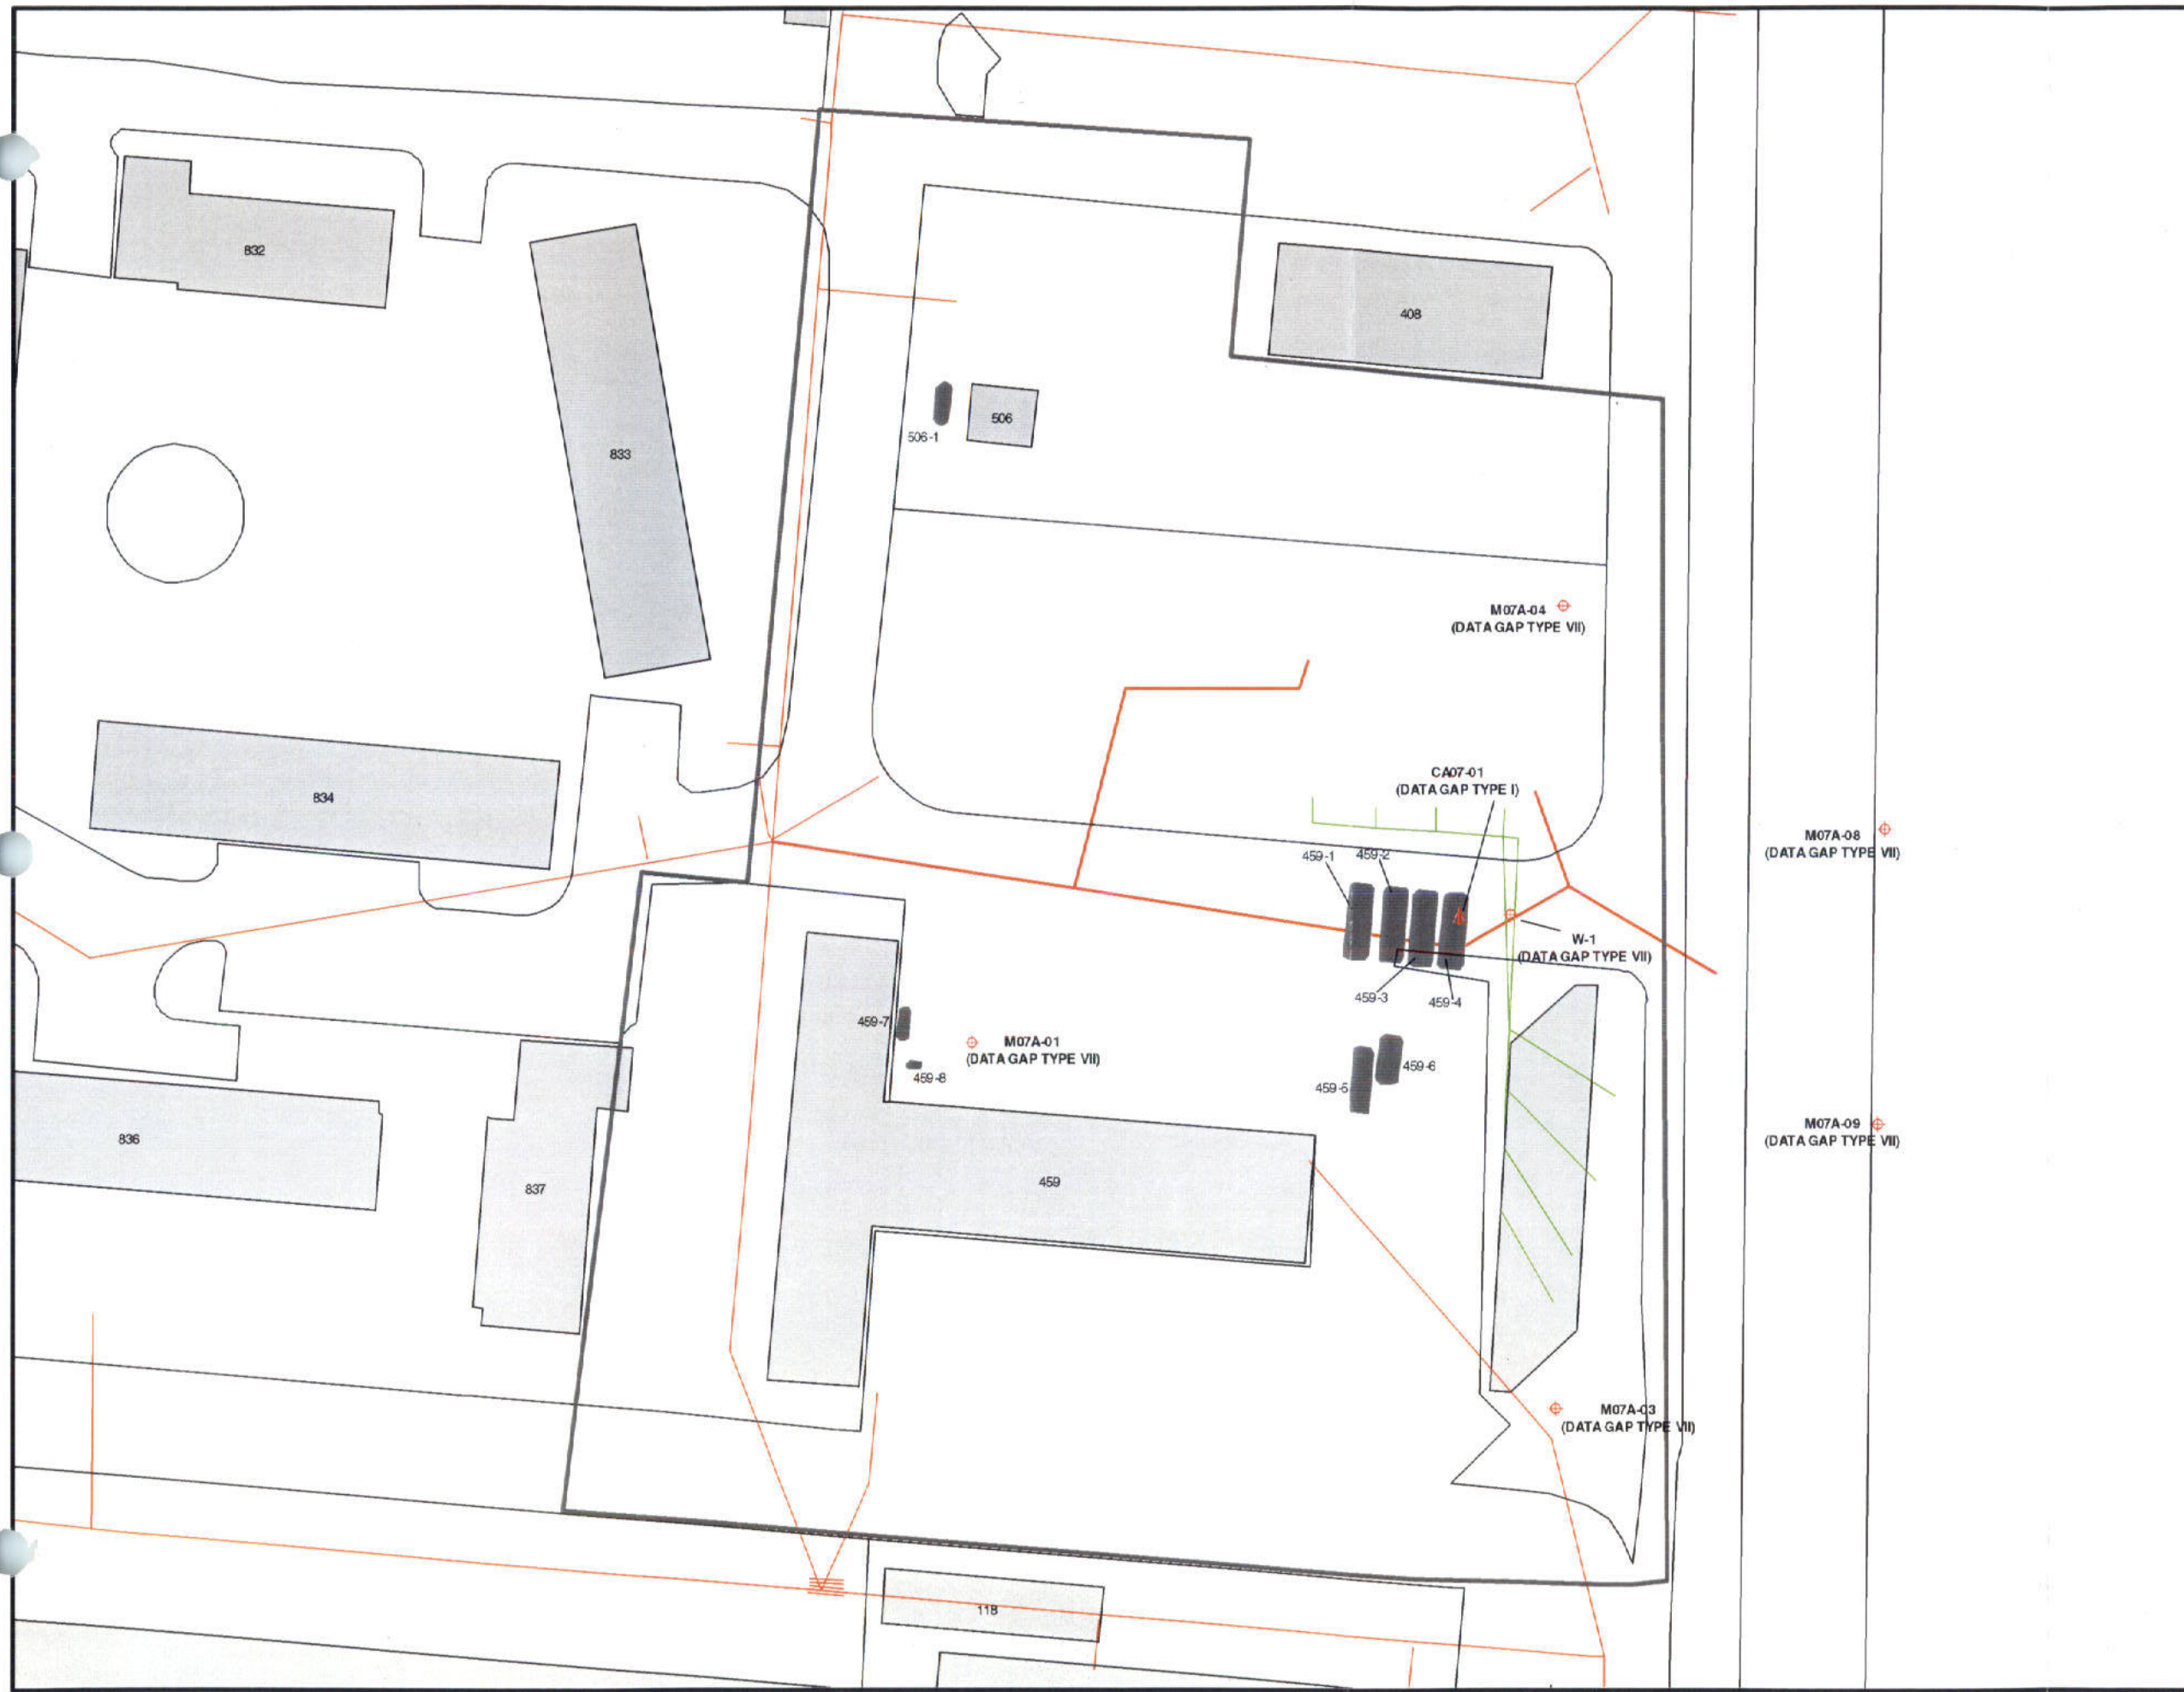 832
408
506
506-1
833
M07A-04
(DATA GAP TYPE VII)
CA07-01
(DATA GAP TYPE I)
834
M07A-08
(DATA GAP TYPE VII)
459-1
459-2
W-1
(DATA GAP TYPE VII)
459-3
459-4
459-7
M07A-01
(DATA GAP TYPE VII)
459-8
459-6
459-5
836
M07A-09
(DATA GAP TYPE VII)
837
459
M07A-03
(DATA GAP TYPE VII)
118